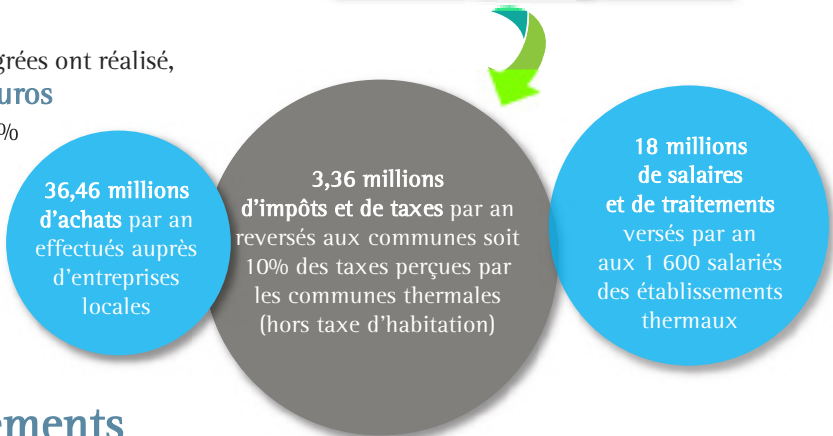 grées ont réalisé,
uros
%
36,46 millions
d'achats par an
effectués auprès
d'entreprises
locales
3,36 millions
d'impôts et de taxes par an
reversés aux communes soit
10% des taxes perçues par
les communes thermales
(hors taxe d'habitation)
18 millions
de salaires
et de traitements
versés par an
aux 1 600 salariés
des établissements
thermaux
ements